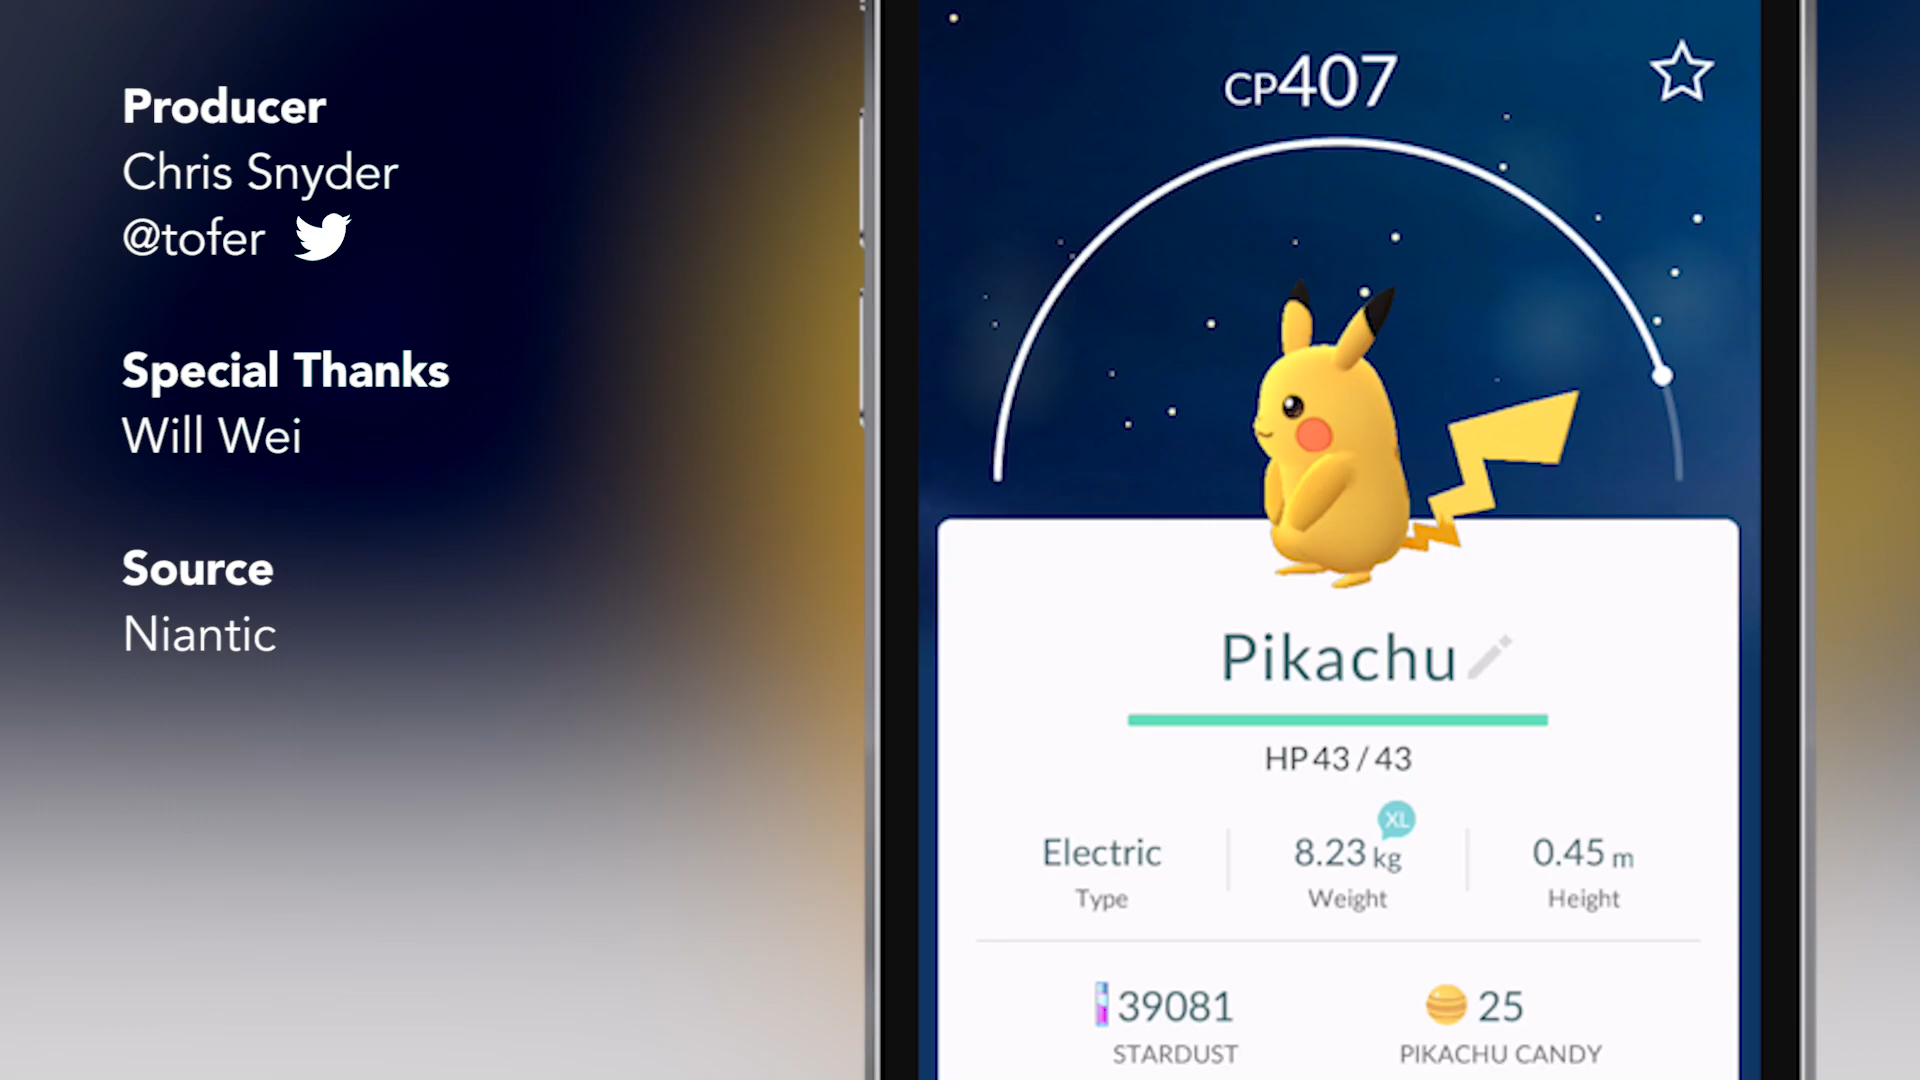 Producer
Chris Snyder
@tofer
Special Thanks
Will Wei
Source
Niantic
CP407
Pikachu
HP 43 / 43
XL
Electric 8.23 kg 0.45 m
Type Weight Height
39081 25
STARDUST PIKACHU CANDY